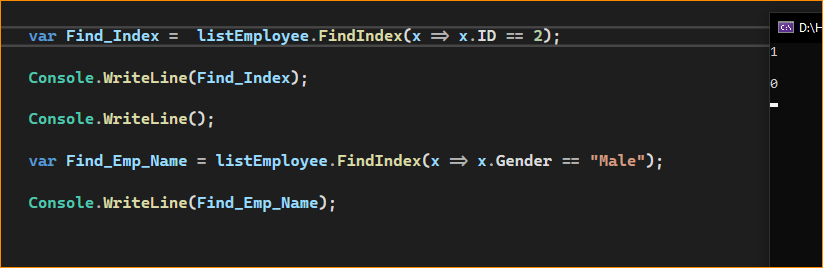 var Find_Index =  listEmployee.FindIndex(x => x.ID == 2);
Console.WriteLine(Find_Index);
Console.WriteLine();
var Find_Emp_Name = listEmployee.FindIndex(x => x.Gender == "Male");
Console.WriteLine(Find_Emp_Name);
D:\H
1
0